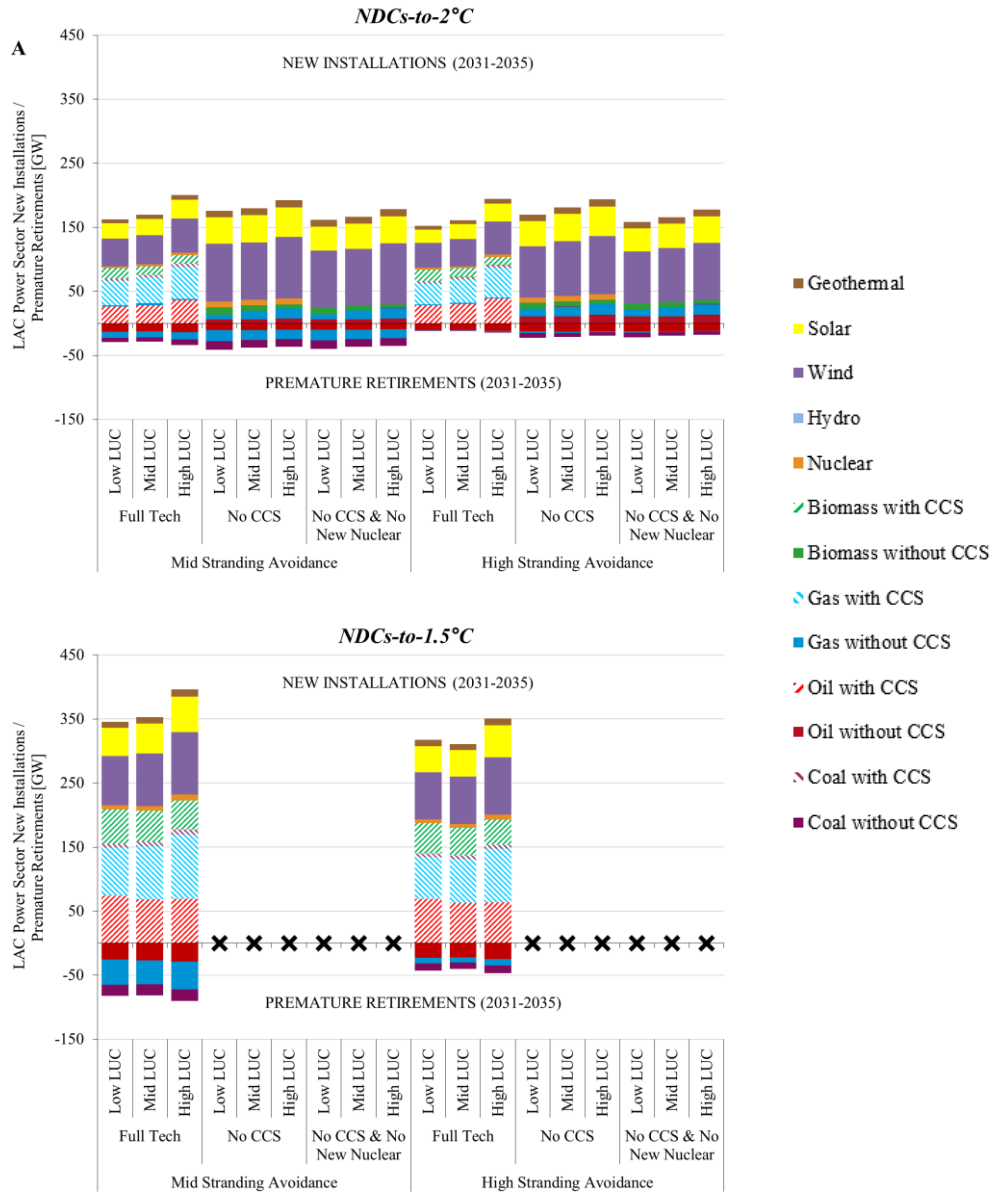 NDCs-to-2°C
A
450
350
250
150
50
-50
-150
LAC Power Sector New Installations /
Premature Retirements [GW]
NEW INSTALLATIONS (2031-2035)
PREMATURE RETIREMENTS (2031-2035)
Low LUC
Mid LUC
High LUC
Low LUC
Mid LUC
High LUC
Low LUC
Mid LUC
High LUC
Low LUC
Mid LUC
High LUC
Low LUC
Mid LUC
High LUC
Low LUC
Mid LUC
High LUC
Full Tech
No CCS
No CCS & No
New Nuclear
Full Tech
No CCS
No CCS & No
New Nuclear
Mid Stranding Avoidance
High Stranding Avoidance
Geothermal
Solar
Wind
Hydro
Nuclear
Biomass with CCS
Biomass without CCS
Gas with CCS
Gas without CCS
Oil with CCS
Oil without CCS
Coal with CCS
Coal without CCS
NDCs-to-1.5°C
450
350
250
150
50
-50
-150
LAC Power Sector New Installations /
Premature Retirements [GW]
NEW INSTALLATIONS (2031-2035)
PREMATURE RETIREMENTS (2031-2035)
Low LUC
Mid LUC
High LUC
Low LUC
Mid LUC
High LUC
Low LUC
Mid LUC
High LUC
Low LUC
Mid LUC
High LUC
Low LUC
Mid LUC
High LUC
Low LUC
Mid LUC
High LUC
Full Tech
No CCS
No CCS & No
New Nuclear
Full Tech
No CCS
No CCS & No
New Nuclear
Mid Stranding Avoidance
High Stranding Avoidance